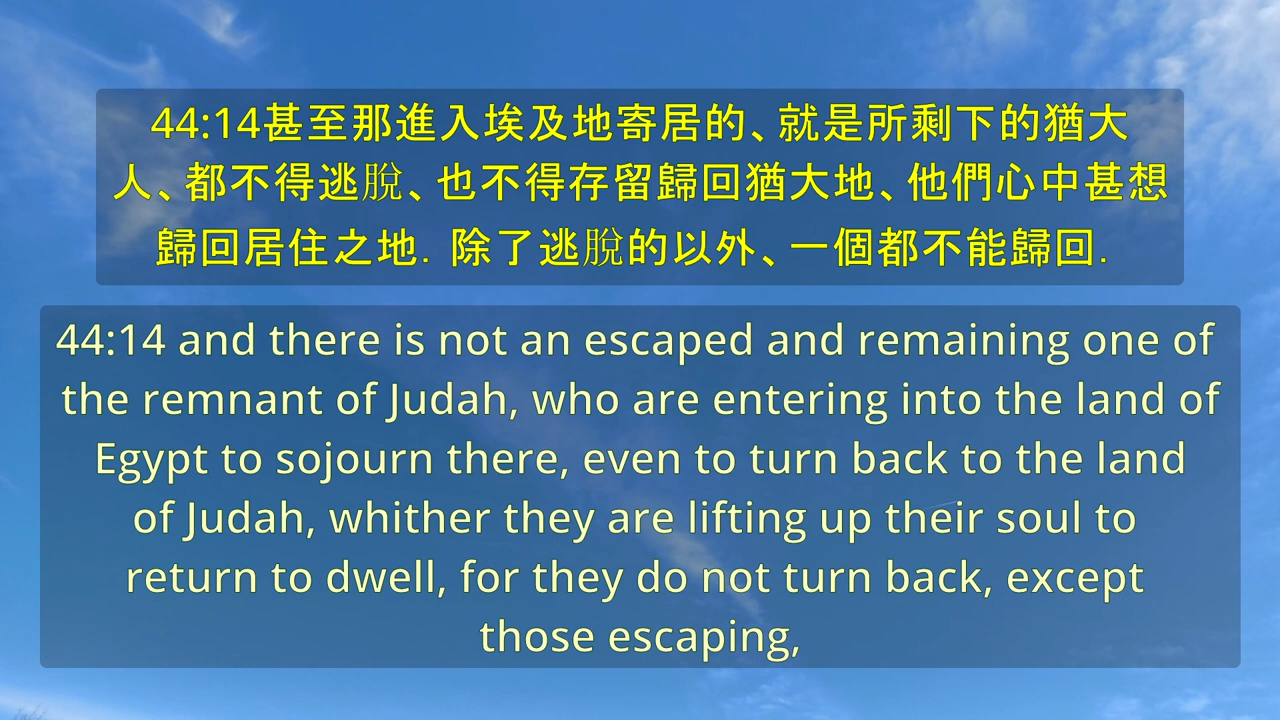 44:14甚至那進入埃及地寄居的、就是所剩下的猶大
人、都不得逃脫、也不得存留歸回猶大地、他們心中甚想
歸回居住之地. 除了逃脫的以外、一個都不能歸回.
44:14 and there is not an escaped and remaining one of
the remnant of Judah, who are entering into the land of
Egypt to sojourn there, even to turn back to the land
of Judah, whither they are lifting up their soul to
return to dwell, for they do not turn back, except
those escaping,